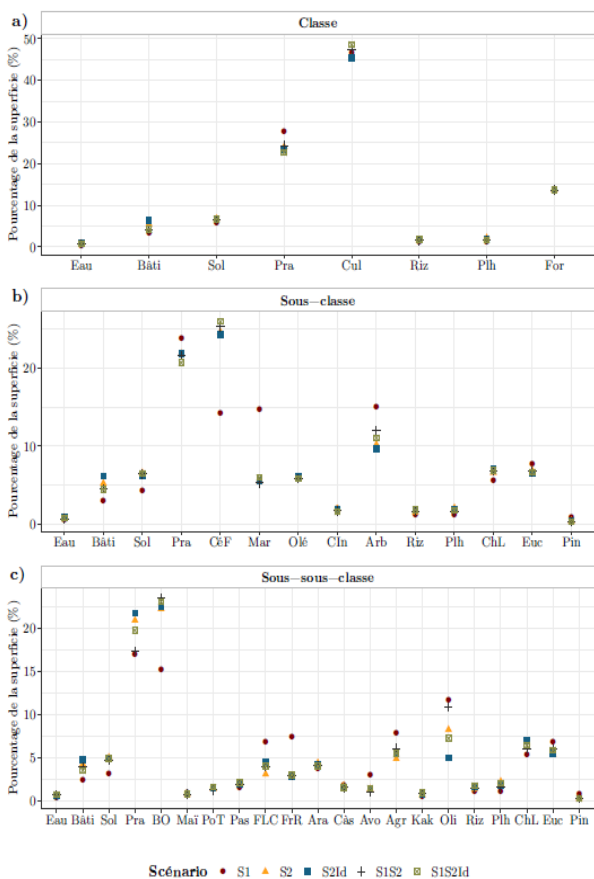 a)
Classe
Pourcentage de la superficie (%)
50
40
30
20
10
0
Eau Bâti Sol Pra Cul Riz Plh For
b)
Sous−classe
Pourcentage de la superficie (%)
20
10
0
Eau Bâti Sol Pra CéF Mar Olé CIn Arb Riz Plh ChL Euc Pin
c)
Sous−sous−classe
Pourcentage de la superficie (%)
20
15
10
5
0
Eau Bâti Sol Pra BO Maï PoT Pas FLC FrR Ara Càs Avo Agr Kak Oli Riz Plh ChL Euc Pin
Scénario S1 S2 S2Id S1S2 S1S2Id